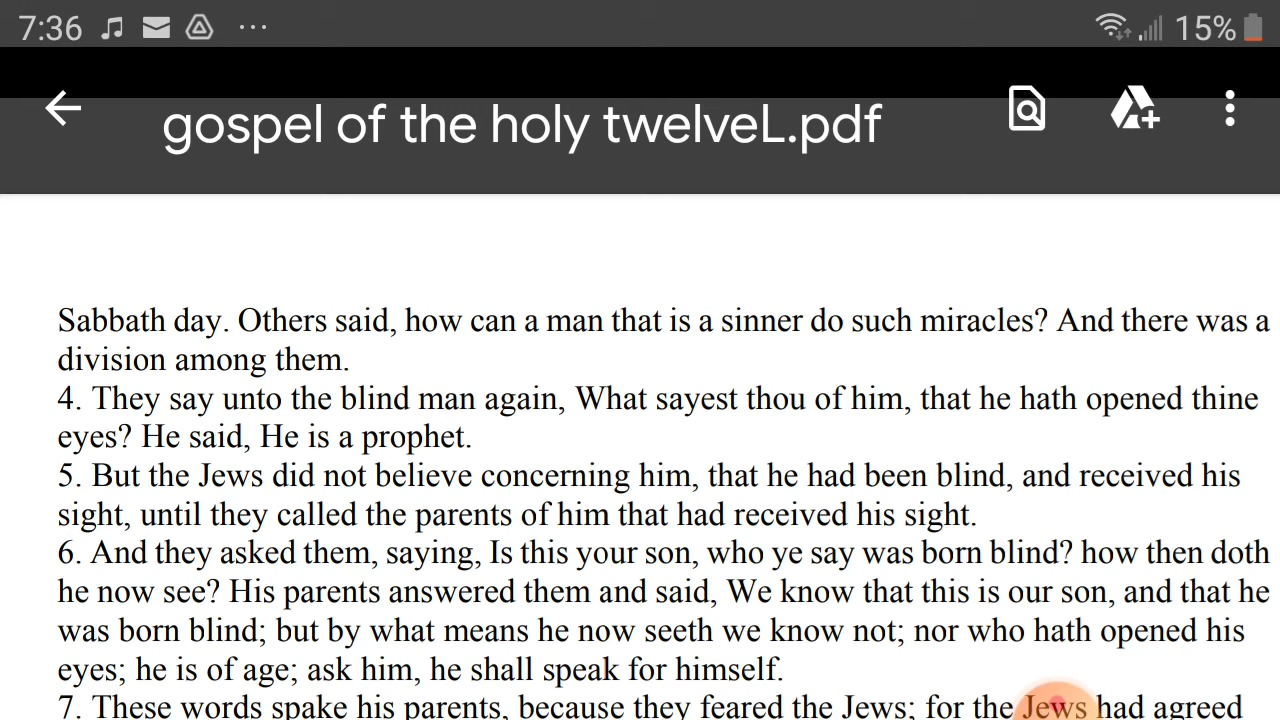 7:36 ... 15%
gospel of the holy twelveL.pdf
Sabbath day. Others said, how can a man that is a sinner do such miracles? And there was a
division among them.
4. They say unto the blind man again, What sayest thou of him, that he hath opened thine
eyes? He said, He is a prophet.
5. But the Jews did not believe concerning him, that he had been blind, and received his
sight, until they called the parents of him that had received his sight.
6. And they asked them, saying, Is this your son, who ye say was born blind? how then doth
he now see? His parents answered them and said, We know that this is our son, and that he
was born blind; but by what means he now seeth we know not; nor who hath opened his
eyes; he is of age; ask him, he shall speak for himself.
7. These words spake his parents, because they feared the Jews; for the Jews had agreed